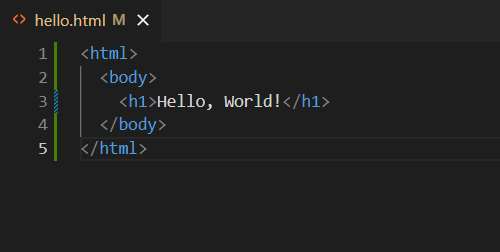 <> hello.html M ×
1 <html>
2   <body>
3     <h1>Hello, World!</h1>
4   </body>
5 </html>